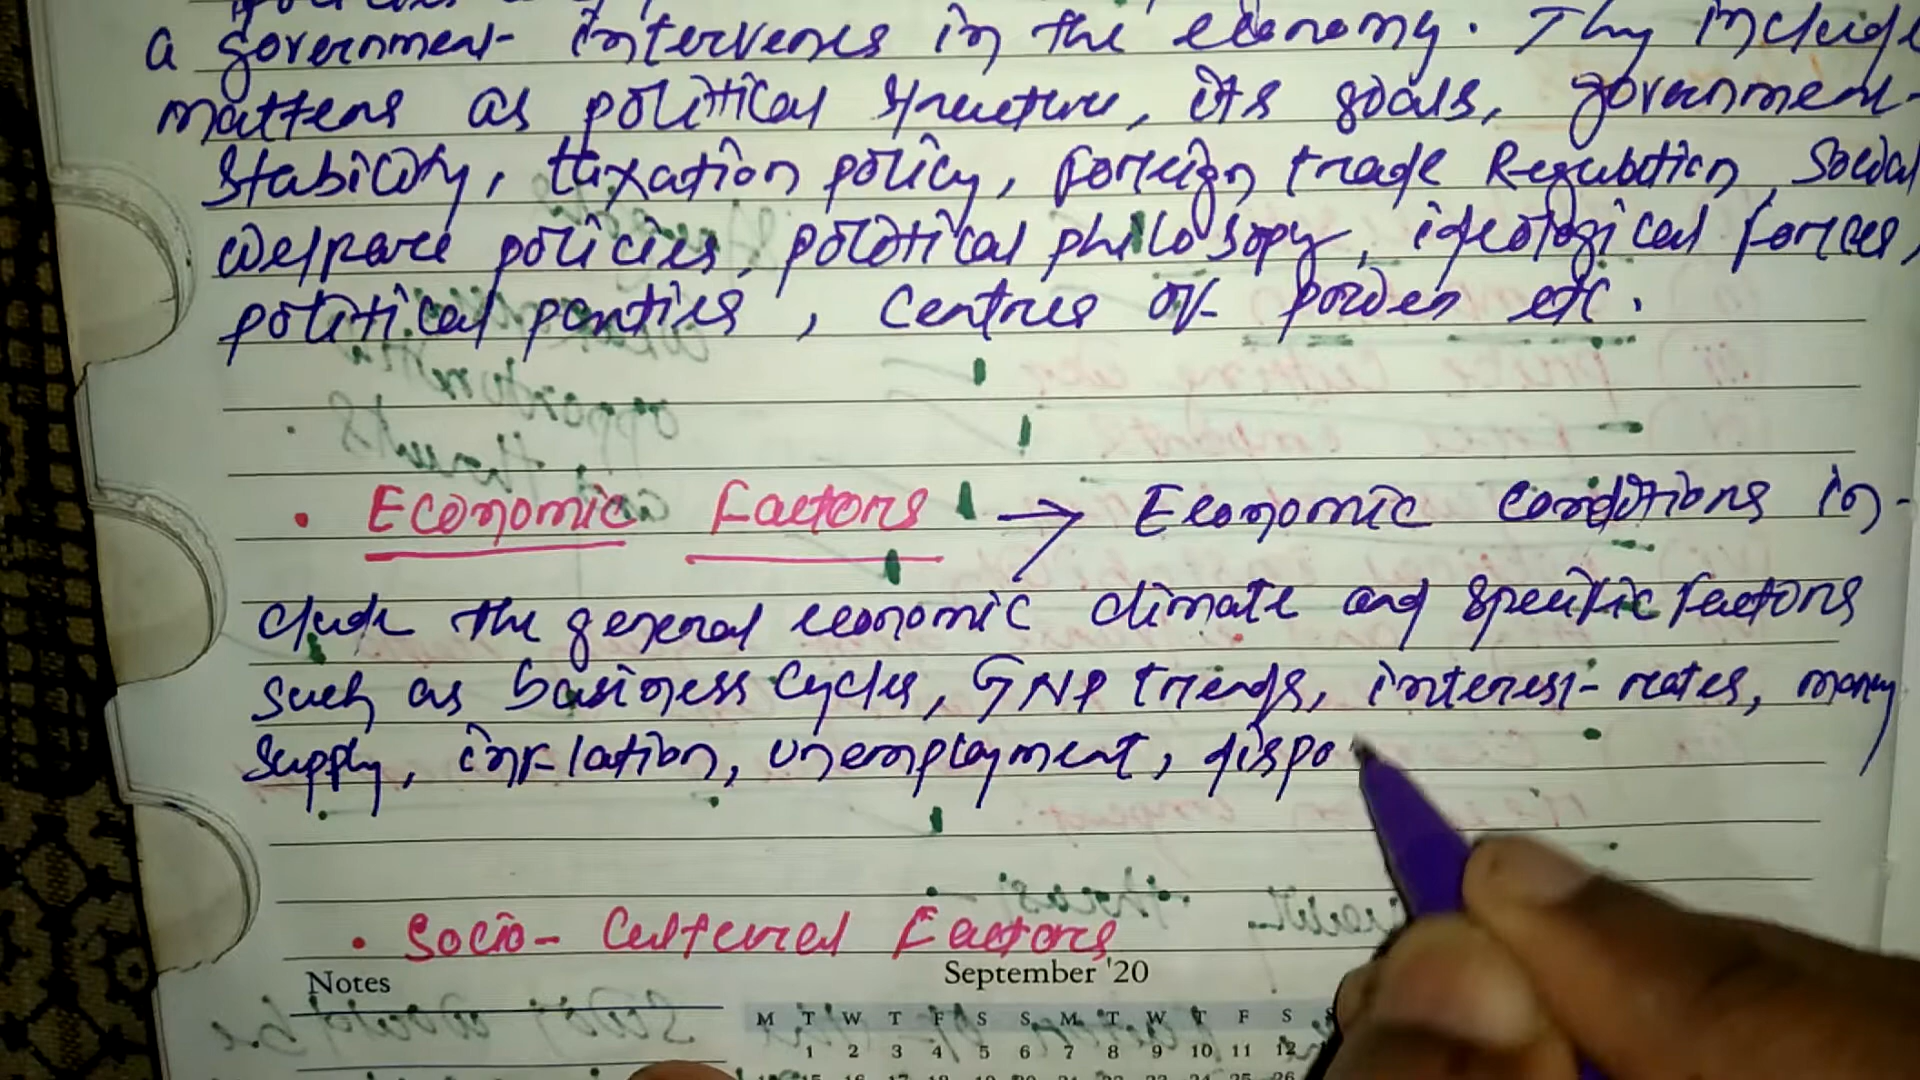 a government intervenes in the economy. They include
matters as political structure, its goals, government
stability, taxation policy, foreign trade Regulation, Social
welfare policies, political philosopy, ideological forces,
political parties, Centres of power etc.
• Economic Factors → Economic conditions in-
clude the general economic climate and specific factors
such as business cycles, GNP trends, interest rates, money
supply, inflation, unemployment, dispo
• Socio-Cultural Factors
Notes
September '20
M T W T F S S M T W T F S S
1 2 3 4 5 6 7 8 9 10 11 12